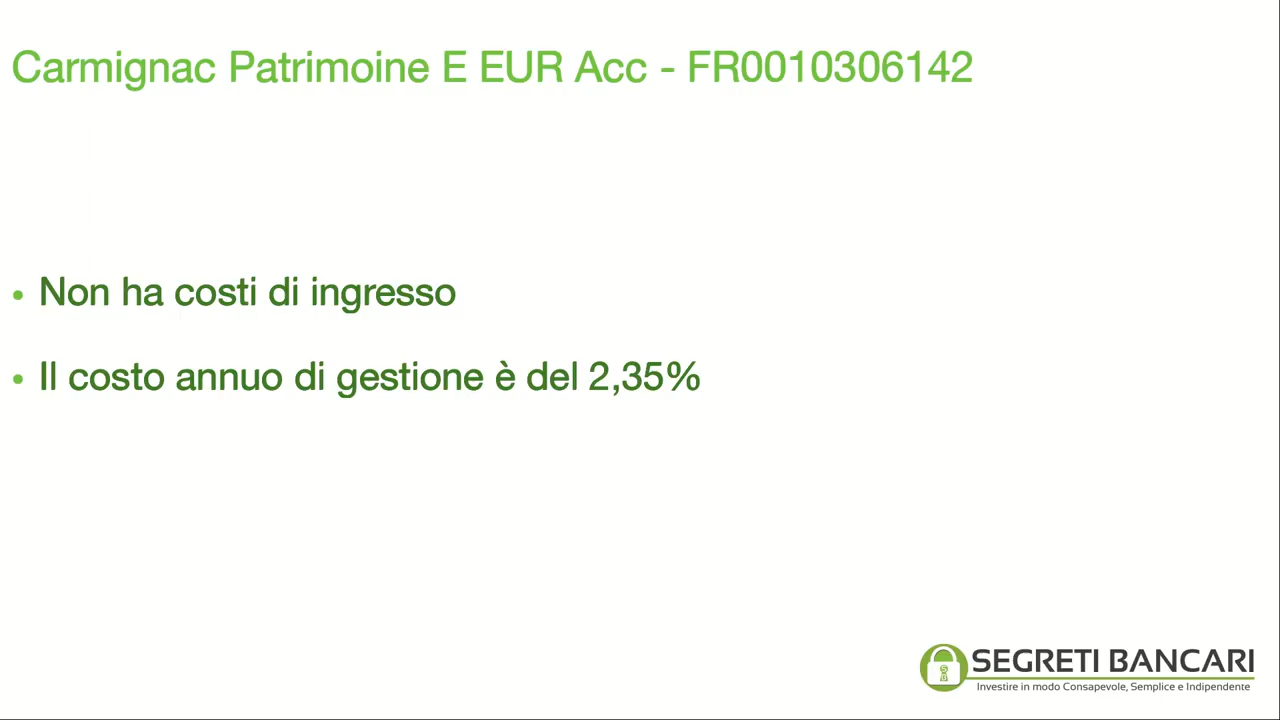 Carmignac Patrimoine E EUR Acc - FR0010306142
• Non ha costi di ingresso
• Il costo annuo di gestione è del 2,35%
SEGRETI BANCARI
Investire in modo Consapevole, Semplice e Indipendente